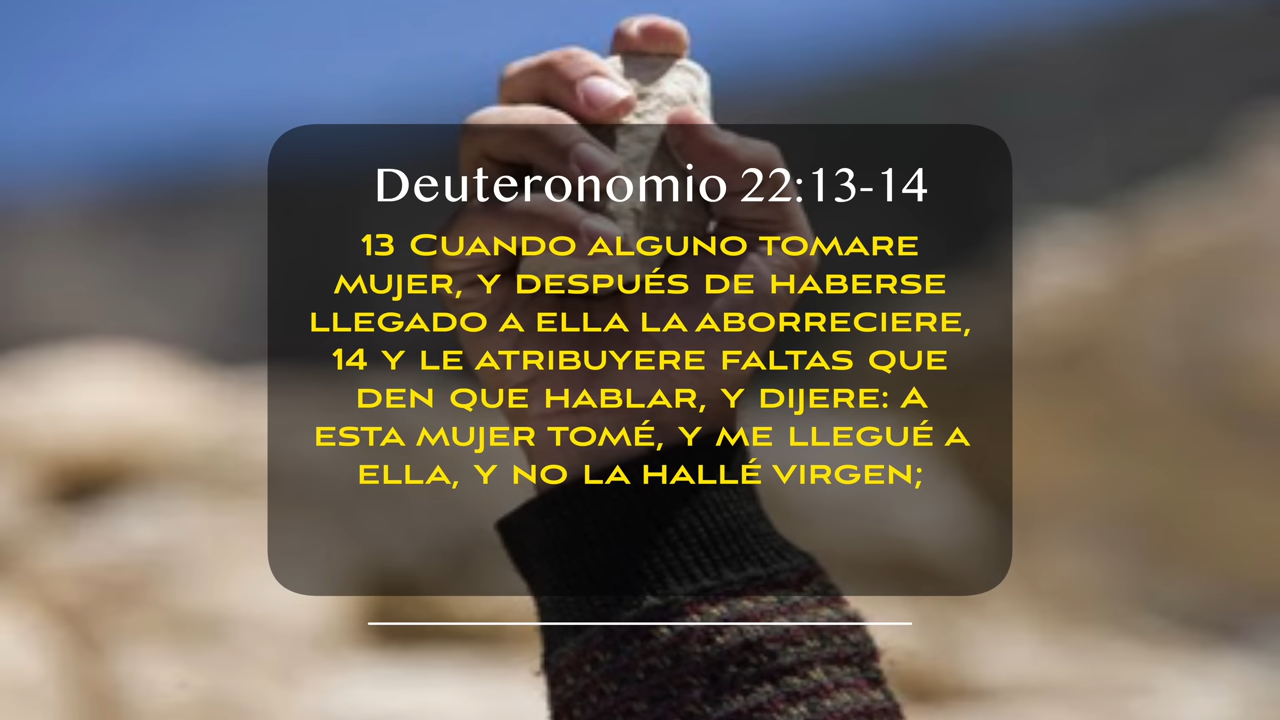 Deuteronomio 22:13-14
13 Cuando alguno tomare
mujer, y después de haberse
llegado a ella la aborreciere,
14 y le atribuyere faltas que
den que hablar, y dijere: A
esta mujer tomé, y me llegué a
ella, y no la hallé virgen;